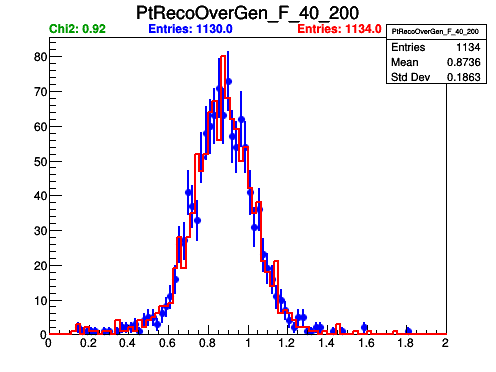 PtRecoOverGen_F_40_200
Chi2: 0.92 Entries: 1130.0 Entries: 1134.0
PtRecoOverGen_F_40_200
Entries 1134
Mean 0.8736
Std Dev 0.1863
80
70
60
50
40
30
20
10
0
0 0.2 0.4 0.6 0.8 1 1.2 1.4 1.6 1.8 2